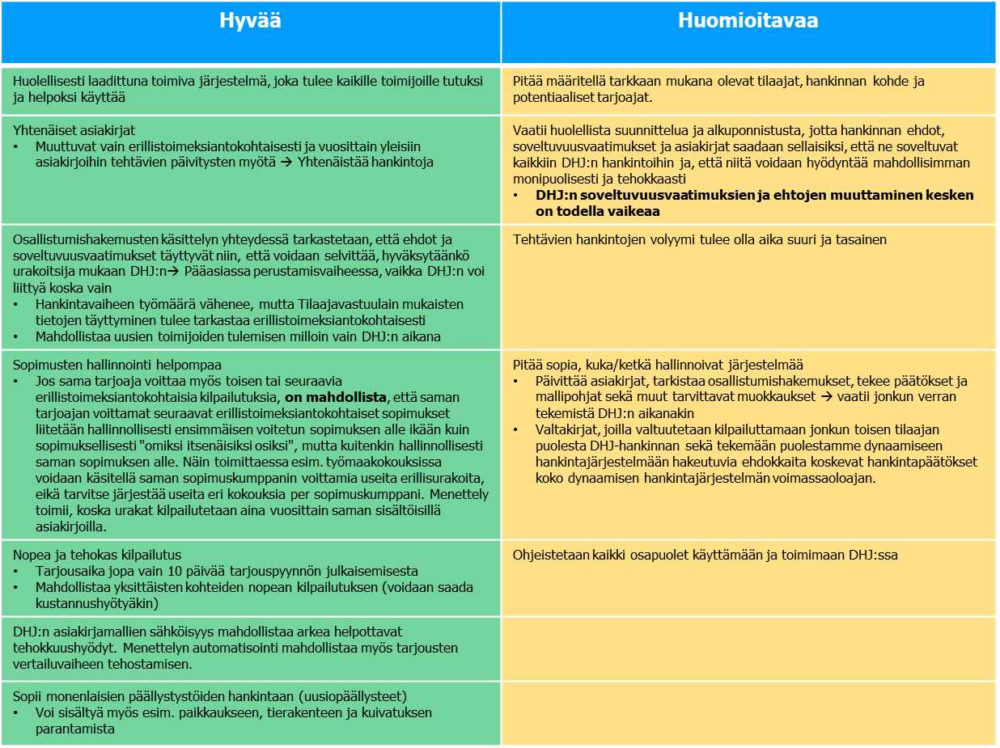 Hyvää
Huomioitavaa
Huolellisesti laadittuna toimiva järjestelmä, joka tulee kaikille toimijoille tutuksi
ja helpoksi käyttää
Pitää määritellä tarkkaan mukana olevat tilaajat, hankinnan kohde ja
potentiaaliset tarjoajat.
Yhtenäiset asiakirjat
• Muuttuvat vain erillistoimeksiantokohtaisesti ja vuosittain yleisiin
asiakirjoihin tehtävien päivitysten myötä → Yhtenäistää hankintoja
Vaatii huolellista suunnittelua ja alkuponnistusta, jotta hankinnan ehdot,
soveltuvuusvaatimukset ja asiakirjat saadaan sellaisiksi, että ne soveltuvat
kaikkiin DHJ:n hankintoihin ja, että niitä voidaan hyödyntää mahdollisimman
monipuolisesti ja tehokkaasti
• DHJ:n soveltuvuusvaatimuksien ja ehtojen muuttaminen kesken
on todella vaikeaa
Osallistumishakemusten käsittelyn yhteydessä tarkastetaan, että ehdot ja
soveltuvuusvaatimukset täyttyvät niin, että voidaan selvittää, hyväksytäänkö
urakoitsija mukaan DHJ:n→ Pääasiassa perustamisvaiheessa, vaikka DHJ:n voi
liittyä koska vain
• Hankintavaiheen työmäärä vähenee, mutta Tilaajavastuulain mukaisten
tietojen täyttyminen tulee tarkastaa erillistoimeksiantokohtaisesti
• Mahdollistaa uusien toimijoiden tulemisen milloin vain DHJ:n aikana
Tehtävien hankintojen volyymi tulee olla aika suuri ja tasainen
Sopimusten hallinnointi helpompaa
• Jos sama tarjoaja voittaa myös toisen tai seuraavia
erillistoimeksiantokohtaisia kilpailutuksia, on mahdollista, että saman
tarjoajan voittamat seuraavat erillistoimeksiantokohtaiset sopimukset
liitetään hallinnollisesti ensimmäisen voitetun sopimuksen alle ikään kuin
sopimuksellisesti "omiksi itsenäisiksi osiksi", mutta kuitenkin hallinnollisesti
saman sopimuksen alle. Näin toimittaessa esim. työmaakokouksissa
voidaan käsitellä saman sopimuskumppanin voittamia useita erillisurakoita,
eikä tarvitse järjestää useita eri kokouksia per sopimuskumppani. Menettely
toimii, koska urakat kilpailutetaan aina vuosittain saman sisältöisillä
asiakirjoilla.
Pitää sopia, kuka/ketkä hallinnoivat järjestelmää
• Päivittää asiakirjat, tarkistaa osallistumishakemukset, tekee päätökset ja
mallipohjat sekä muut tarvittavat muokkaukset → vaatii jonkun verran
tekemistä DHJ:n aikanakin
• Valtakirjat, joilla valtuutetaan kilpailuttamaan jonkun toisen tilaajan
puolesta DHJ-hankinnan sekä tekemään puolestamme dynaamiseen
hankintajärjestelmään hakeutuvia ehdokkaita koskevat hankintapäätökset
koko dynaamisen hankintajärjestelmän voimassaoloajan.
Nopea ja tehokas kilpailutus
• Tarjousaika jopa vain 10 päivää tarjouspyynnön julkaisemisesta
• Mahdollistaa yksittäisten kohteiden nopean kilpailutuksen (voidaan saada
kustannushyötyäkin)
Ohjeistetaan kaikki osapuolet käyttämään ja toimimaan DHJ:ssa
DHJ:n asiakirjamallien sähköisyys mahdollistaa arkea helpottavat
tehokkuushyödyt. Menettelyn automatisointi mahdollistaa myös tarjousten
vertailuvaiheen tehostamisen.
Sopii monenlaisien päällystystöiden hankintaan (uusiopäällysteet)
• Voi sisältyä myös esim. paikkaukseen, tierakenteen ja kuivatuksen
parantamista